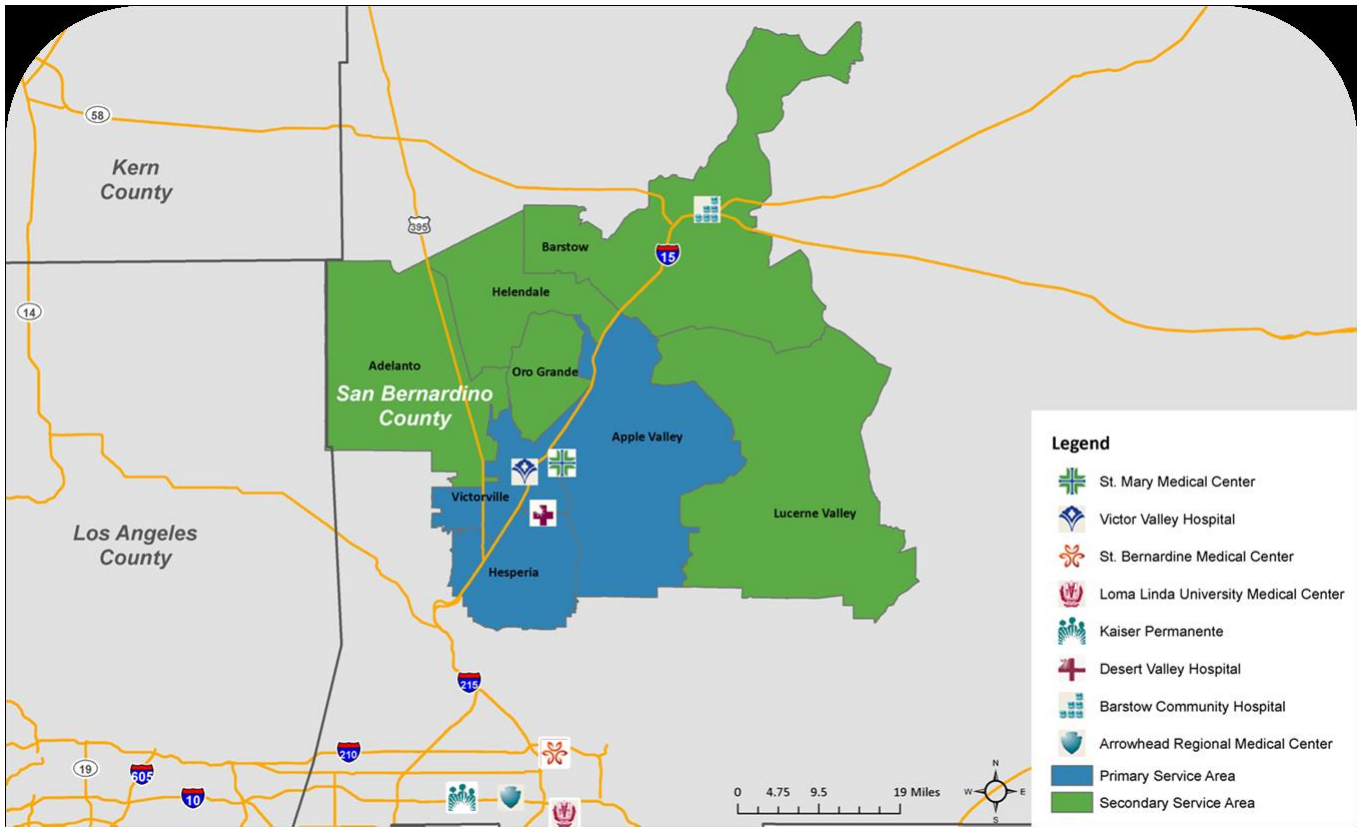 58
Kern
County
395
Barstow
15
Helendale
14
Adelanto
Oro Grande
San Bernardino
County
Apple Valley
Victorville
Lucerne Valley
Los Angeles
County
Hesperia
215
210
19
605
10
Legend
St. Mary Medical Center
Victor Valley Hospital
St. Bernardine Medical Center
Loma Linda University Medical Center
Kaiser Permanente
Desert Valley Hospital
Barstow Community Hospital
Arrowhead Regional Medical Center
Primary Service Area
Secondary Service Area
0 4.75 9.5 19 Miles
N
W E
S